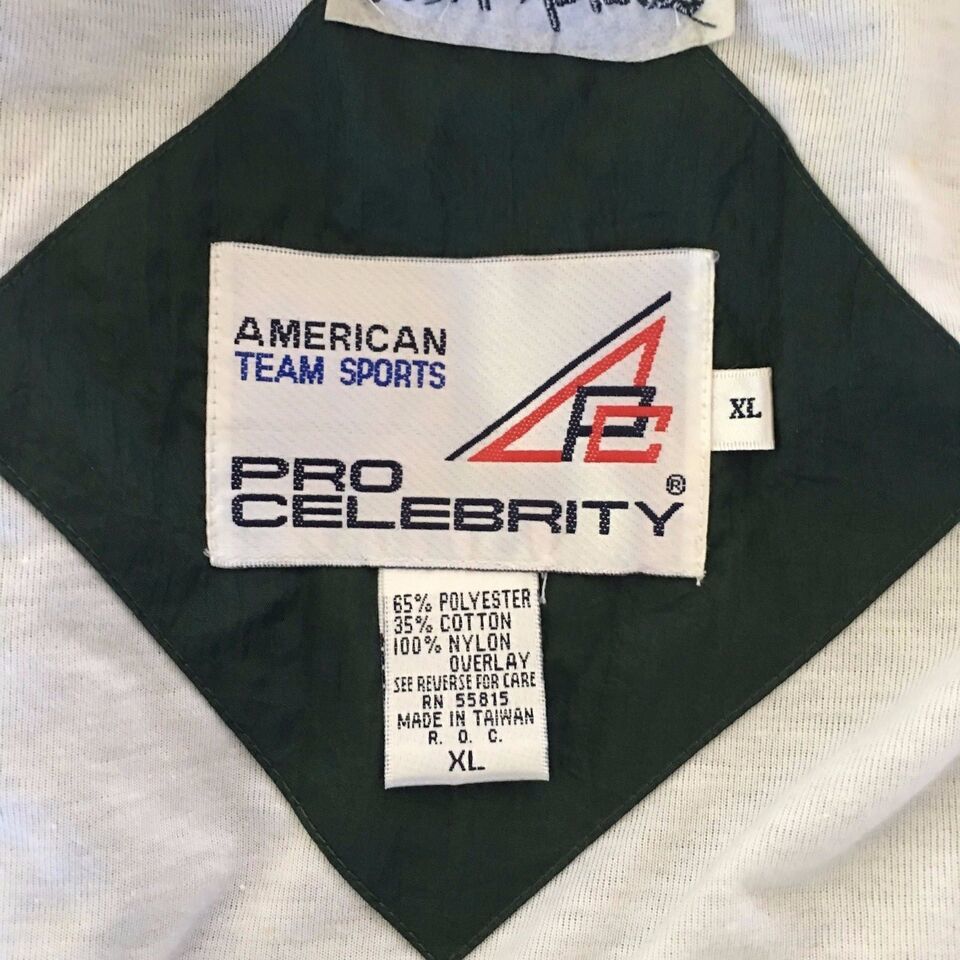 AMERICAN
TEAM SPORTS
APC
PRO
CELEBRITY®
XL
65% POLYESTER
35% COTTON
100% NYLON
OVERLAY
SEE REVERSE FOR CARE
RN 55815
MADE IN TAIWAN
R. O. C.
XL